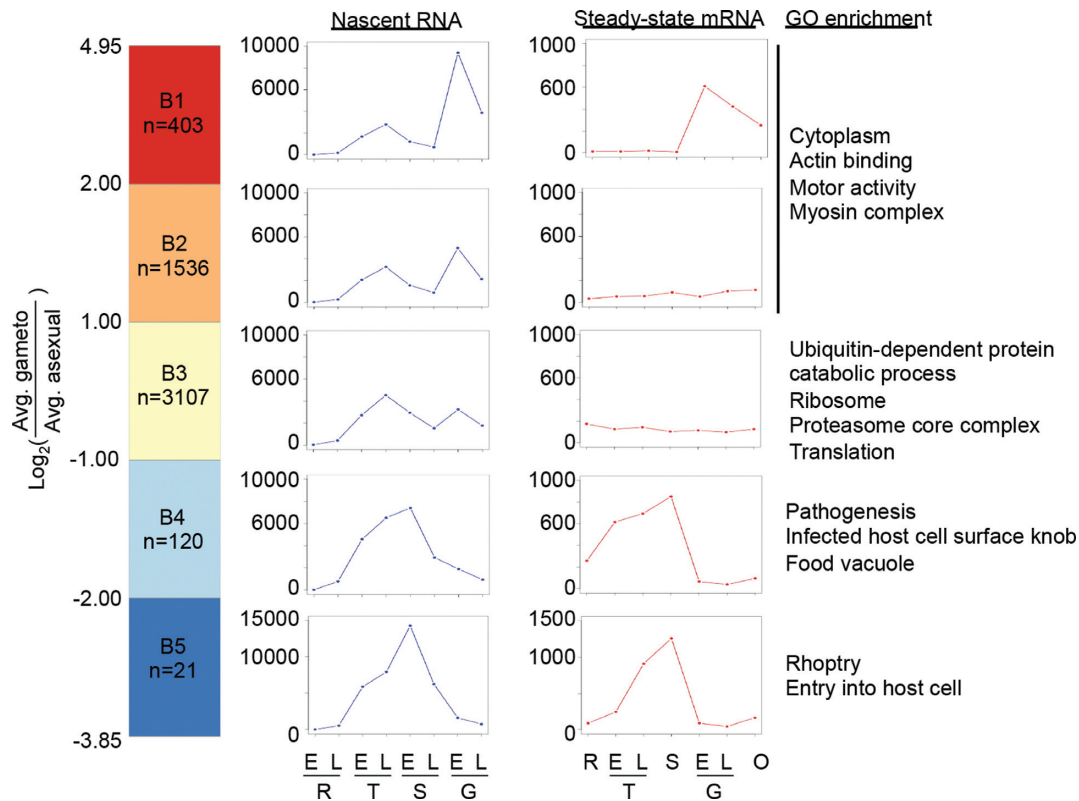 Nascent RNA
Steady-state mRNA
GO enrichment
Log2(Avg. gameto / Avg. asexual)
4.95
2.00
1.00
-1.00
-2.00
-3.85
B1
n=403
10000
6000
0
1000
600
0
Cytoplasm
Actin binding
Motor activity
Myosin complex
B2
n=1536
10000
6000
0
1000
600
0
B3
n=3107
10000
6000
0
1000
600
0
Ubiquitin-dependent protein
catabolic process
Ribosome
Proteasome core complex
Translation
B4
n=120
10000
6000
0
1000
600
0
Pathogenesis
Infected host cell surface knob
Food vacuole
B5
n=21
15000
10000
0
1500
1000
0
Rhoptry
Entry into host cell
E L E L E L E L
R T S G
R E L S E L O
T G